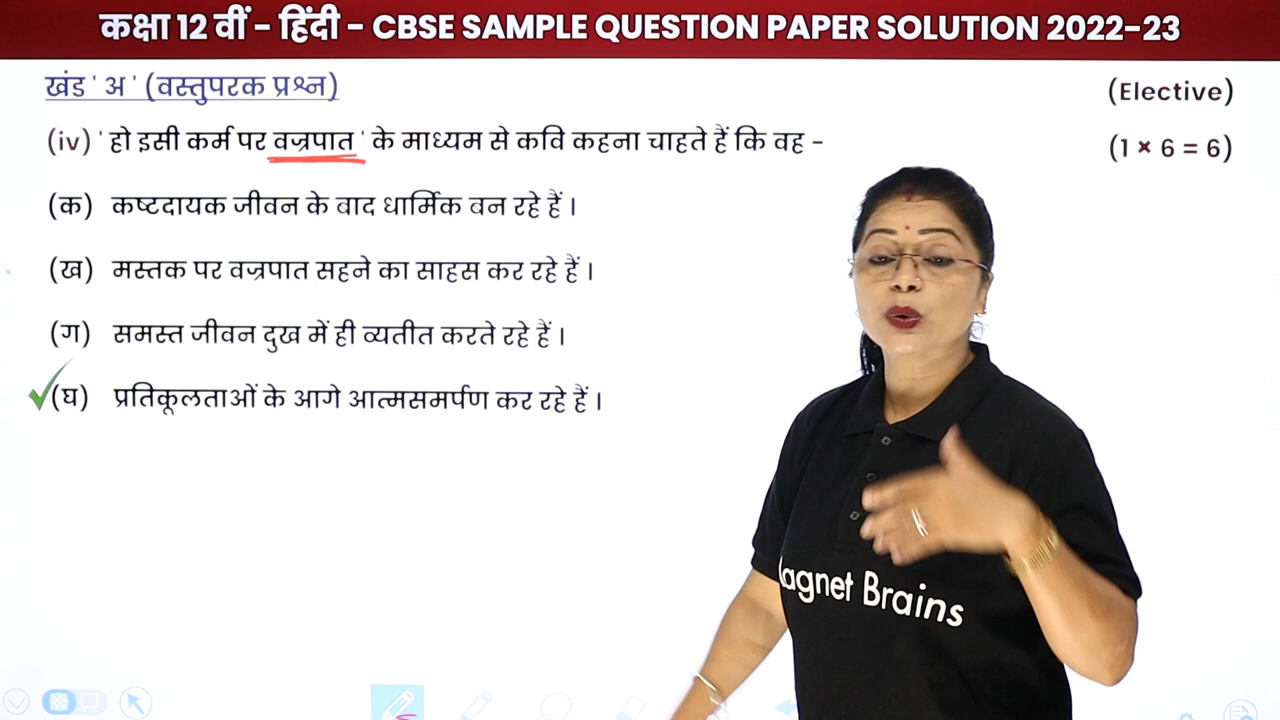 कक्षा 12 वीं - हिंदी - CBSE SAMPLE QUESTION PAPER SOLUTION 2022-23
खंड ' अ ' (वस्तुपरक प्रश्न)
(Elective)
(iv) ' हो इसी कर्म पर वज्रपात ' के माध्यम से कवि कहना चाहते हैं कि वह -
(1 × 6 = 6)
(क) कष्टदायक जीवन के बाद धार्मिक बन रहे हैं ।
(ख) मस्तक पर वज्रपात सहने का साहस कर रहे हैं ।
(ग) समस्त जीवन दुख में ही व्यतीत करते रहे हैं ।
(घ) प्रतिकूलताओं के आगे आत्मसमर्पण कर रहे हैं ।
agnet Brains